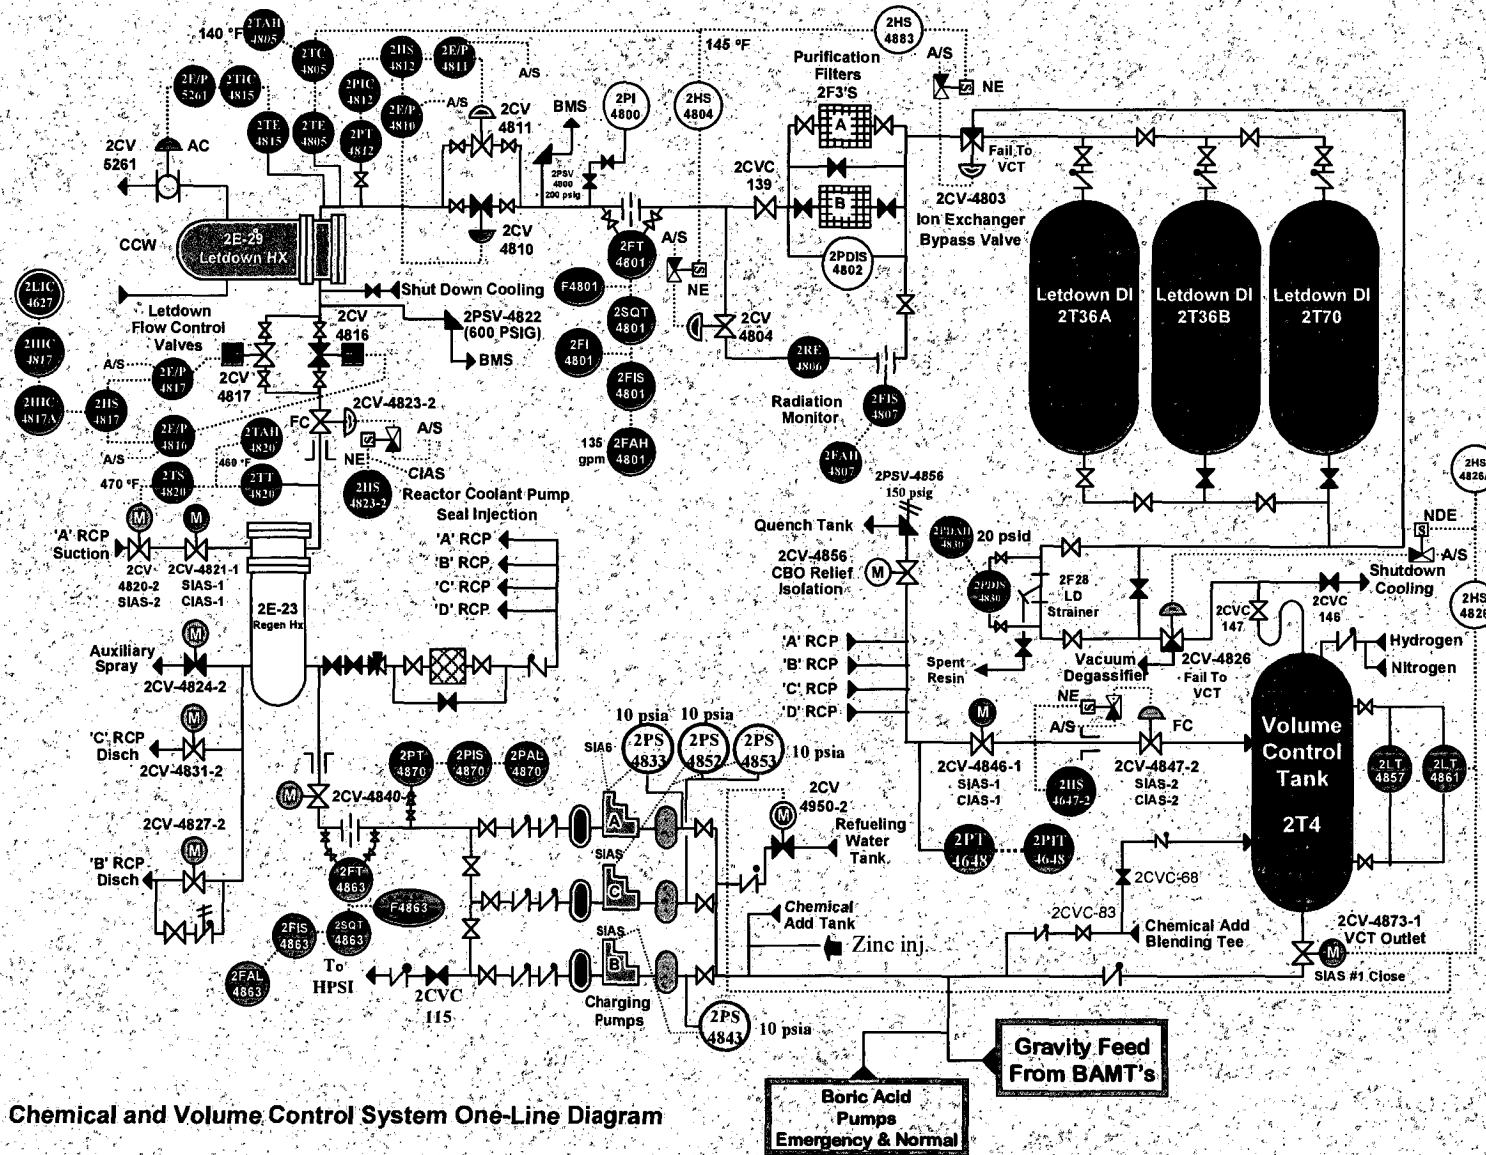 2TAH
4805
140 °F
2TC
4805
2HS
4812
2E/P
4811
A/S
145 °F
2HS
4883
A/S
NE
2E/P
5261
2TIC
4815
2PIC
4812
A/S
2E/P
4810
2CV
4811
BMS
2PI
4800
2HS
4804
Purification
Filters
2F3'S
A
B
2CV
5261
AC
2TE
4815
2TE
4805
2PT
4812
2PSV
4800
200 psig
2CVC
139
Fail To
VCT
2CV-4803
Ion Exchanger
Bypass Valve
CCW
2E-29
Letdown HX
2CV
4810
2FT
4801
A/S
NE
2PDIS
4802
2LIC
4627
Letdown
Flow Control
Valves
2CV
4816
Shut Down Cooling
2PSV-4822
(600 PSIG)
BMS
F4801
2SQT
4801
2CV
4804
Letdown DI
2T36A
Letdown DI
2T36B
Letdown DI
2T70
2HIC
4817
A/S
2E/P
4817
2CV
4817
2FI
4801
2FIS
4801
2RE
4806
Radiation
Monitor
2FIS
4807
2HIC
4817A
2HS
4817
2E/P
4816
A/S
FC
2CV-4823-2
A/S
NE
CIAS
2TAH
4820
460 °F
135
gpm
2FAH
4801
2FAH
4807
470 °F
2TS
4820
2TT
4820
2HS
4823-2
Reactor Coolant Pump
Seal Injection
2PSV-4856
150 psig
2HS
4826A
M
M
'A' RCP
Suction
2CV
4820-2
SIAS-2
2CV-4821-1
SIAS-1
CIAS-1
'A' RCP
'B' RCP
'C' RCP
'D' RCP
Quench Tank
2CV-4856
CBO Relief
Isolation
M
2PDAH
4830
20 psid
2PDIS
4830
2F28
LD
Strainer
S
NDE
A/S
Shutdown
Cooling
2HS
4826
2E-23
Regen Hx
2CVC
147
2CVC
146
M
Auxiliary
Spray
2CV-4824-2
'A' RCP
'B' RCP
'C' RCP
'D' RCP
Spent
Resin
Vacuum
Degassifier
2CV-4826
Fail To
VCT
Hydrogen
Nitrogen
NE
A/S
FC
M
'C' RCP
Disch
2CV-4831-2
10 psia
10 psia
10 psia
SIAS
2PS
4833
2PS
4852
2PS
4853
M
2CV-4846-1
SIAS-1
CIAS-1
2HS
4647-2
2CV-4847-2
SIAS-2
CIAS-2
Volume
Control
Tank
2T4
2LT
4857
2LT
4861
2PT
4870
2PIS
4870
2PAL
4870
M
2CV-4840-
2CV
4950-2
M
Refueling
Water
Tank
2CV-4827-2
M
'B' RCP
Disch
A
SIAS
C
2PT
4648
2PIT
4648
2FT
4863
F4863
2CVC-68
2FIS
4863
2SQT
4863
2FAL
4863
To
HPSI
2CVC
115
SIAS
B
Charging
Pumps
Chemical
Add Tank
Zinc inj.
2CVC-83
Chemical Add
Blending Tee
2CV-4873-1
VCT Outlet
M
SIAS #1 Close
2PS
4843
10 psia
Gravity Feed
From BAMT's
Boric Acid
Pumps
Emergency & Normal
Chemical and Volume Control System One-Line Diagram